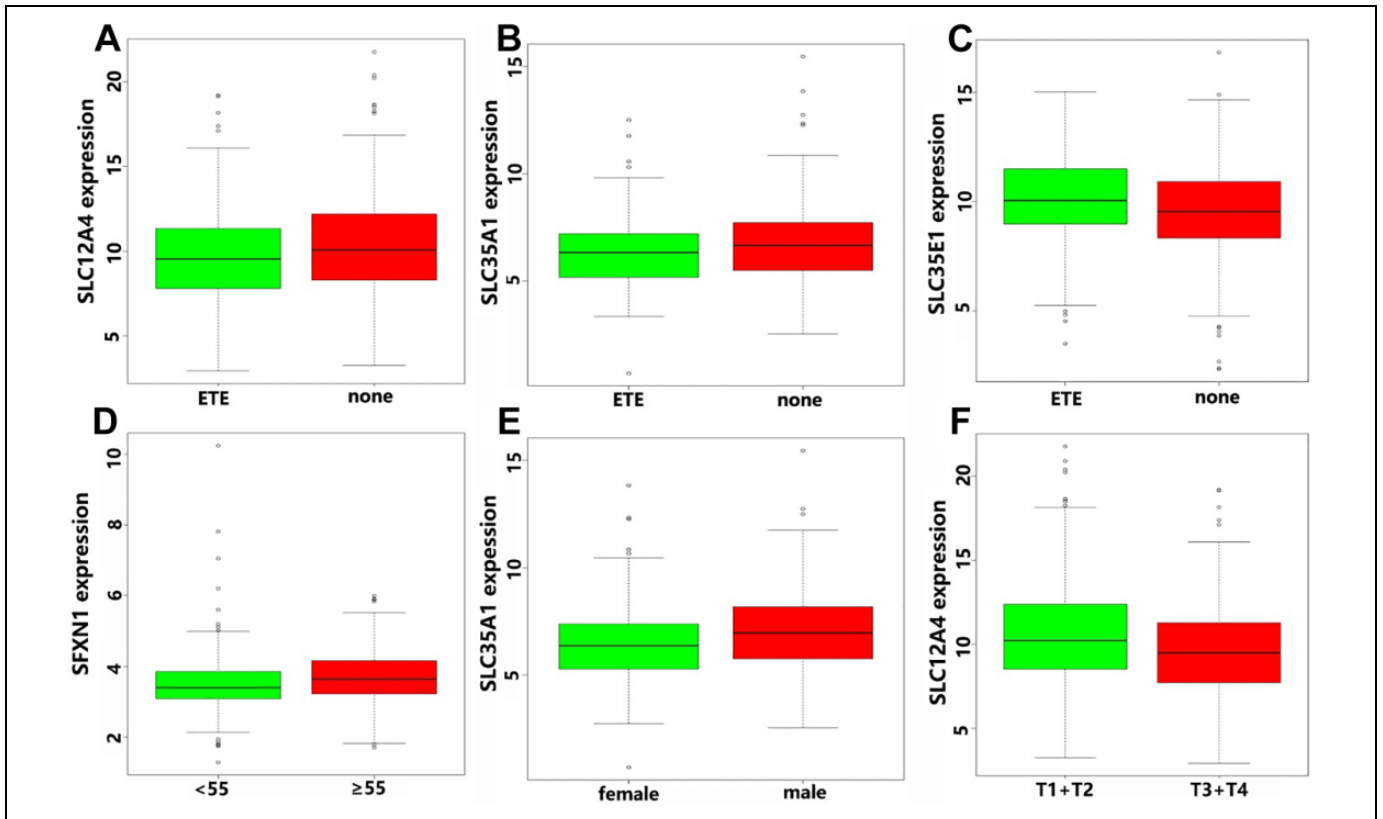 A
SLC12A4 expression
20
15
10
5
ETE none
B
SLC35A1 expression
15
10
5
ETE none
C
SLC35E1 expression
15
10
5
ETE none
D
SFXN1 expression
10
8
6
4
2
<55 ≥55
E
SLC35A1 expession
15
10
5
female male
F
SLC12A4 expression
20
15
10
5
T1+T2 T3+T4